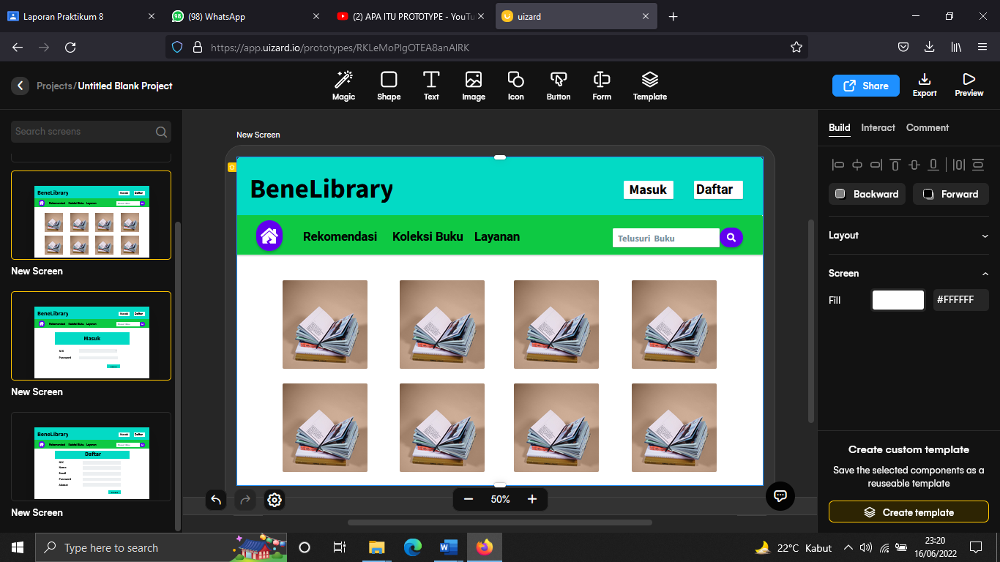 Laporan Praktikum 8
98
(98) WhatsApp
(2) APA ITU PROTOTYPE - YouTu
uizard
https://app.uizard.io/prototypes/RKLeMoPlgOTEA8anAlRK
Projects/Untitled Blank Project
Magic
Shape
Text
Image
Icon
Button
Form
Template
Share
Export
Preview
Search screens
BeneLibrary
Masuk
Daftar
Rekomendasi
Koleksi Buku
Layanan
New Screen
BeneLibrary
Masuk
Daftar
Rekomendasi
Koleksi Buku
Layanan
Masuk
NIK
Password
New Screen
BeneLibrary
Masuk
Daftar
Rekomendasi
Koleksi Buku
Layanan
Daftar
NIK
Nama
Email
Password
Alamat
New Screen
New Screen
BeneLibrary
Masuk
Daftar
Rekomendasi
Koleksi Buku
Layanan
Telusuri Buku
50%
Build
Interact
Comment
Backward
Forward
Layout
Screen
Fill
#FFFFFF
Create custom template
Save the selected components as a
reuseable template
Create template
Type here to search
22°C Kabut
23:20
16/06/2022